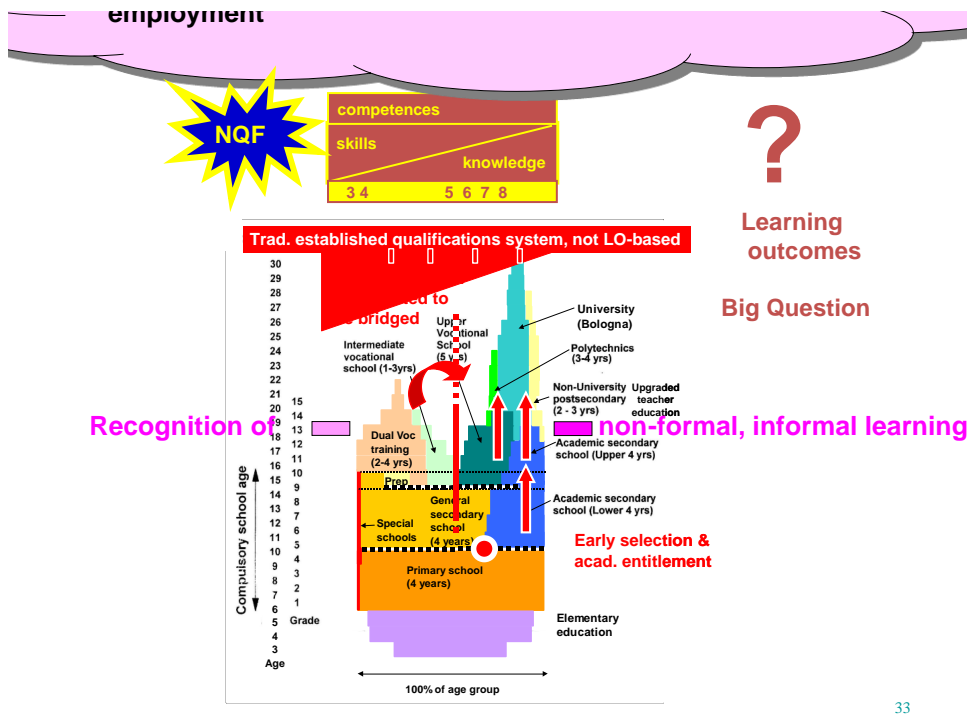 employment
NQF
competences
skills
knowledge
3 4 5 6 7 8
?
Learning
outcomes
Big Question
Trad. established qualifications system, not LO-based
to
bridged
30
29
28
27
26
25
24
23
22
21
20
19
18
17
16
15
14
13
12
11
10
9
8
7
6
5
4
3
Age
15
14
13
12
11
10
9
8
7
6
5
4
3
2
1
Grade
Compulsory school age
Intermediate
vocational
school (1-3yrs)
Upper
Vocational
School
(5 yrs)
University
(Bologna)
Polytechnics
(3-4 yrs)
Non-University
postsecondary
(2 - 3 yrs)
Upgraded
teacher
education
Recognition of non-formal, informal learning
Dual Voc
training
(2-4 yrs)
Academic secondary
school (Upper 4 yrs)
Prep
Academic secondary
school (Lower 4 yrs)
General
secondary
school
(4 years)
Special
schools
Early selection &
acad. entitlement
Primary school
(4 years)
Elementary
education
100% of age group
33